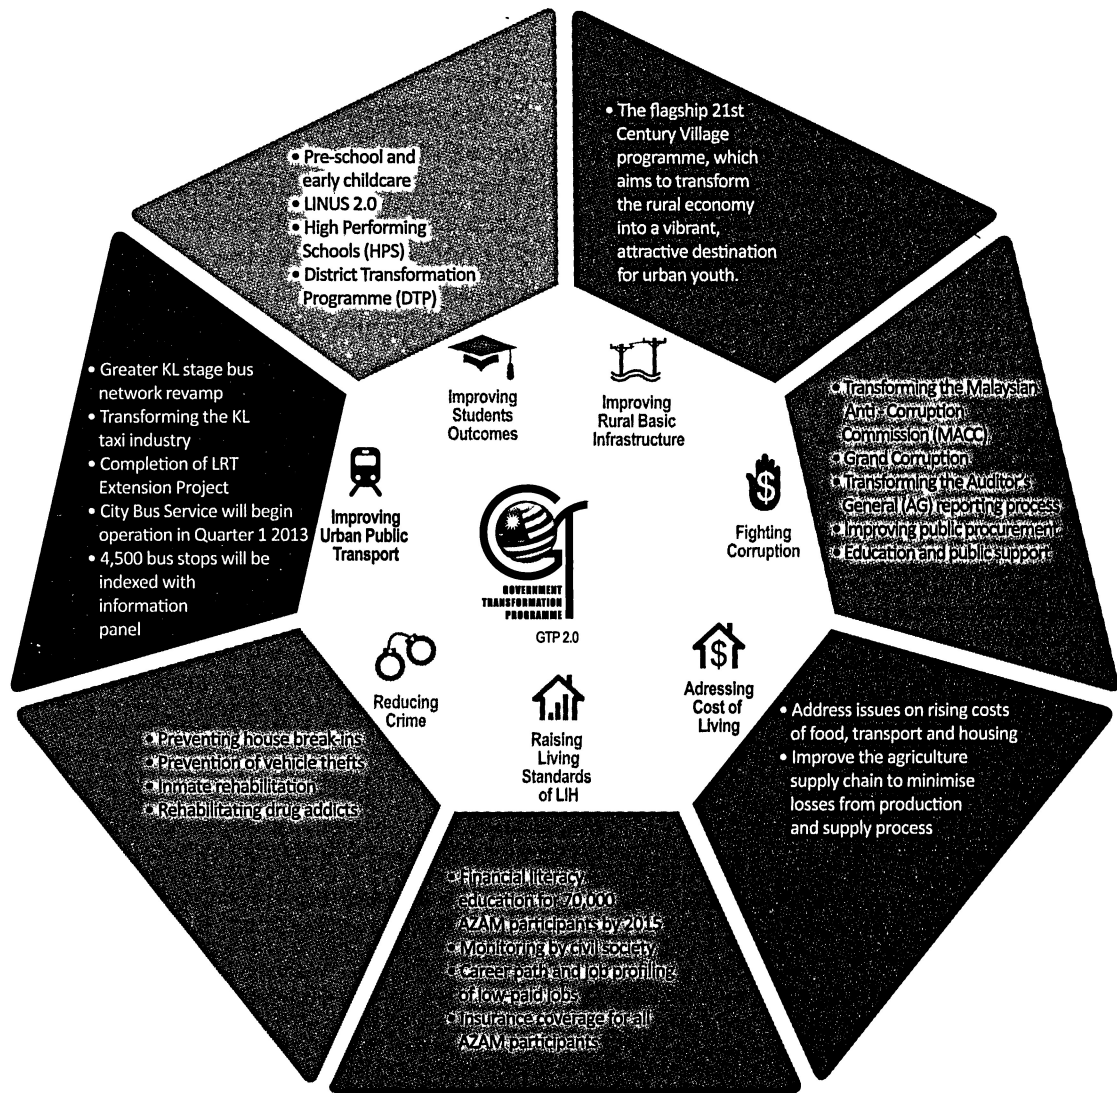 • Pre-school and
early childcare
• LINUS 2.0
• High Performing
Schools (HPS)
• District Transformation
Programme (DTP)
• The flagship 21st
Century Village
programme, which
aims to transform
the rural economy
into a vibrant,
attractive destination
for urban youth.
Improving
Students
Outcomes
Improving
Rural Basic
Infrastructure
• Greater KL stage bus
network revamp
• Transforming the KL
taxi industry
• Completion of LRT
Extension Project
• City Bus Service will begin
operation in Quarter 1 2013
• 4,500 bus stops will be
indexed with
information
panel
Improving
Urban Public
Transport
Fighting
Corruption
• Transforming the Malaysian
Anti - Corruption
Commission (MACC)
• Grand Corruption
• Transforming the Auditor's
General (AG) reporting process
• Improving public procurement
• Education and public support
GOVERNMENT
TRANSFORMATION
PROGRAMME
GTP 2.0
Reducing
Crime
• Preventing house break-ins
• Prevention of vehicle thefts
• Inmate rehabilitation
• Rehabilitating drug addicts
Raising
Living
Standards
of LIH
Adressing
Cost of
Living
• Address issues on rising costs
of food, transport and housing
• Improve the agriculture
supply chain to minimise
losses from production
and supply process
• Financial literacy
education for 70,000
AZAM participants by 2015
• Monitoring by civil society
• Career path and job profiling
of low-paid jobs
• Insurance coverage for all
AZAM participants